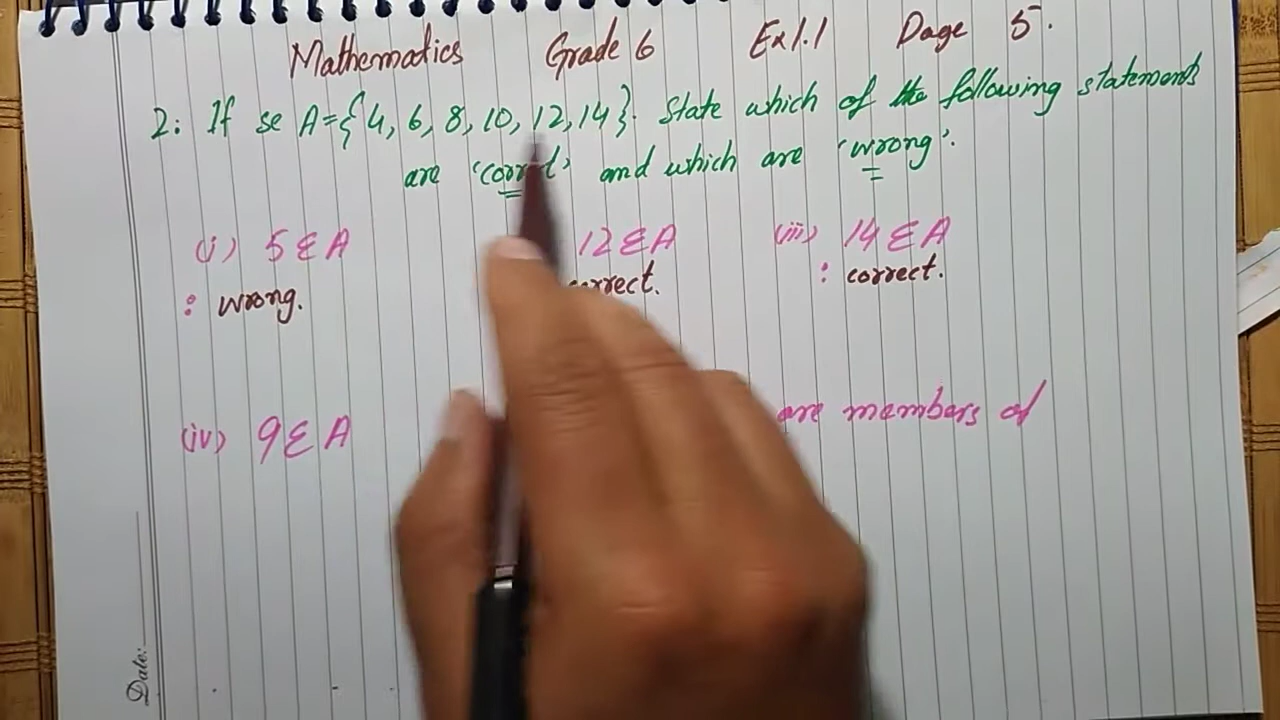 Mathematics Grade 6 Ex1.1 Page 5.
2: If se A={4, 6, 8, 10, 12, 14}. State which of the following statements
are 'correct' and which are 'wrong'.
(i) 5 ∈ A 12 ∈ A (iii) 14 ∈ A
: wrong. correct. : correct.
(iv) 9 ∈ A are members of
Date: